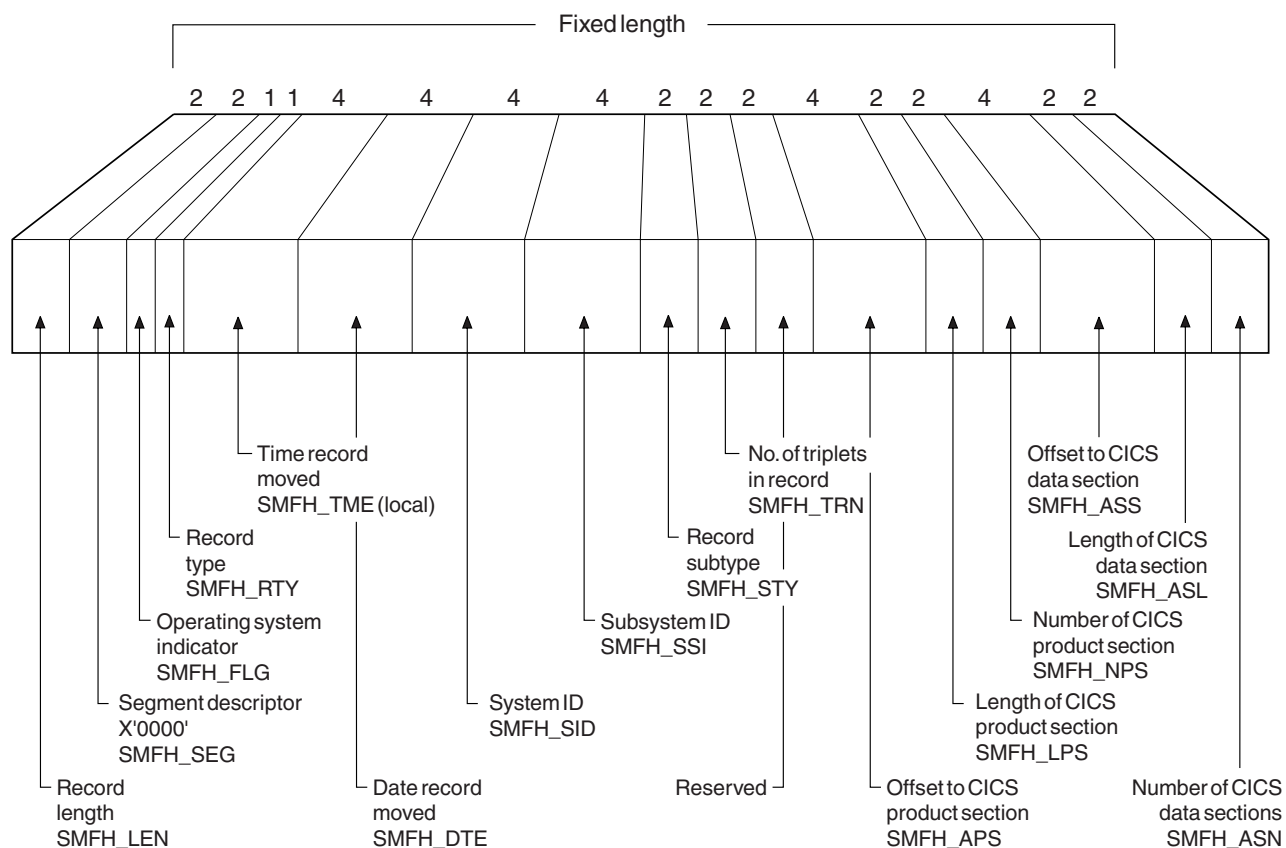 Fixed length
2 2 1 1 4 4 4 4 2 2 2 4 2 2 4 2 2
Time record
moved
SMFH_TME (local)
No. of triplets
in record
SMFH_TRN
Offset to CICS
data section
SMFH_ASS
Record
type
SMFH_RTY
Record
subtype
SMFH_STY
Length of CICS
data section
SMFH_ASL
Operating system
indicator
SMFH_FLG
Subsystem ID
SMFH_SSI
Number of CICS
product section
SMFH_NPS
Segment descriptor
X'0000'
SMFH_SEG
System ID
SMFH_SID
Length of CICS
product section
SMFH_LPS
Record
length
SMFH_LEN
Date record
moved
SMFH_DTE
Reserved
Offset to CICS
product section
SMFH_APS
Number of CICS
data sections
SMFH_ASN